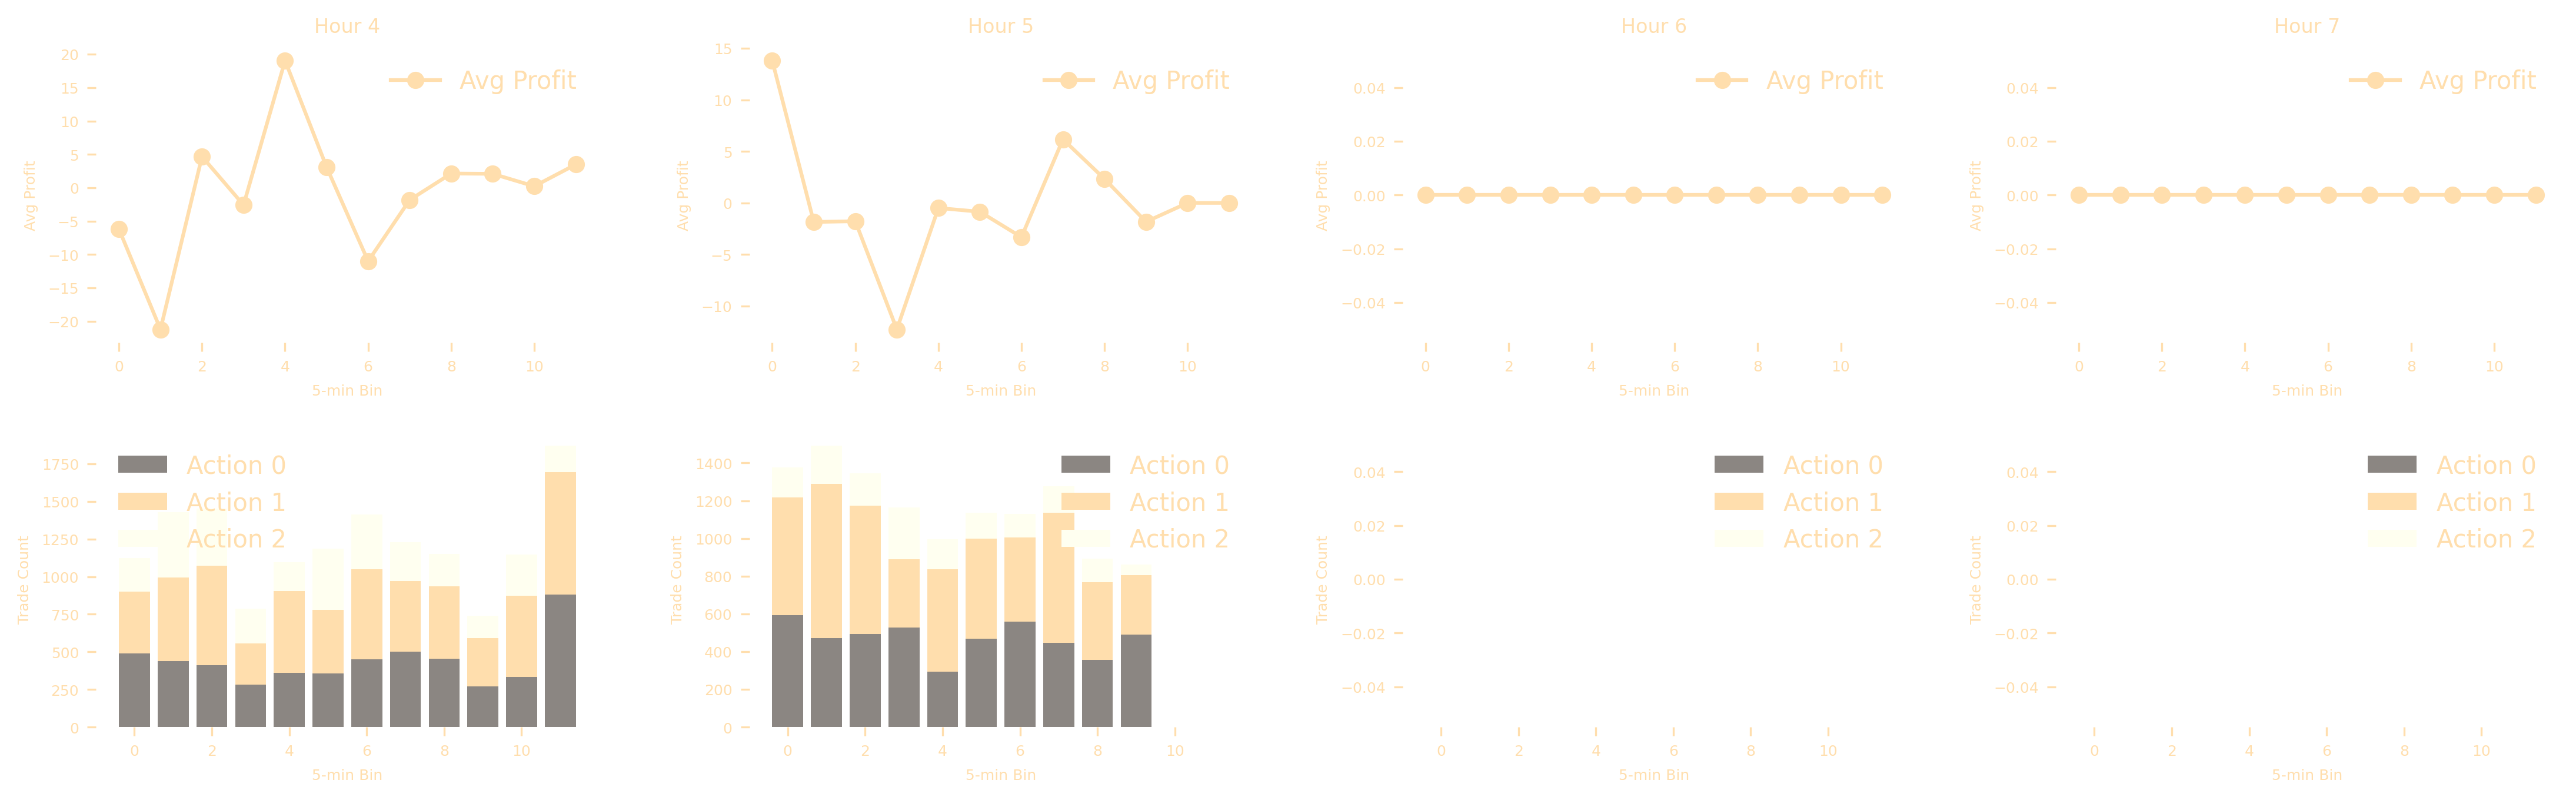 Hour 4
20
15
10
5
0
−5
−10
−15
−20
Avg Profit
Avg Profit
0 2 4 6 8 10
5-min Bin
Hour 5
15
10
5
0
−5
−10
Avg Profit
Avg Profit
0 2 4 6 8 10
5-min Bin
Hour 6
0.04
0.02
0.00
−0.02
−0.04
Avg Profit
Avg Profit
0 2 4 6 8 10
5-min Bin
Hour 7
0.04
0.02
0.00
−0.02
−0.04
Avg Profit
Avg Profit
0 2 4 6 8 10
5-min Bin
1750
1500
1250
1000
750
500
250
0
Trade Count
Action 0
Action 1
Action 2
0 2 4 6 8 10
5-min Bin
1400
1200
1000
800
600
400
200
0
Trade Count
Action 0
Action 1
Action 2
0 2 4 6 8 10
5-min Bin
0.04
0.02
0.00
−0.02
−0.04
Trade Count
Action 0
Action 1
Action 2
0 2 4 6 8 10
5-min Bin
0.04
0.02
0.00
−0.02
−0.04
Trade Count
Action 0
Action 1
Action 2
0 2 4 6 8 10
5-min Bin